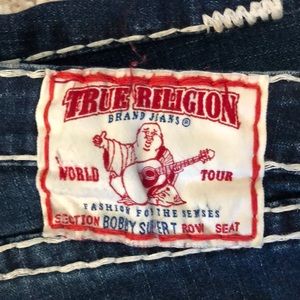 TRUE RELIGION
BRAND JEANS®
WORLD TOUR
FASHION FOR THE SENSES
SECTION BOBBY SUPER T ROW SEAT